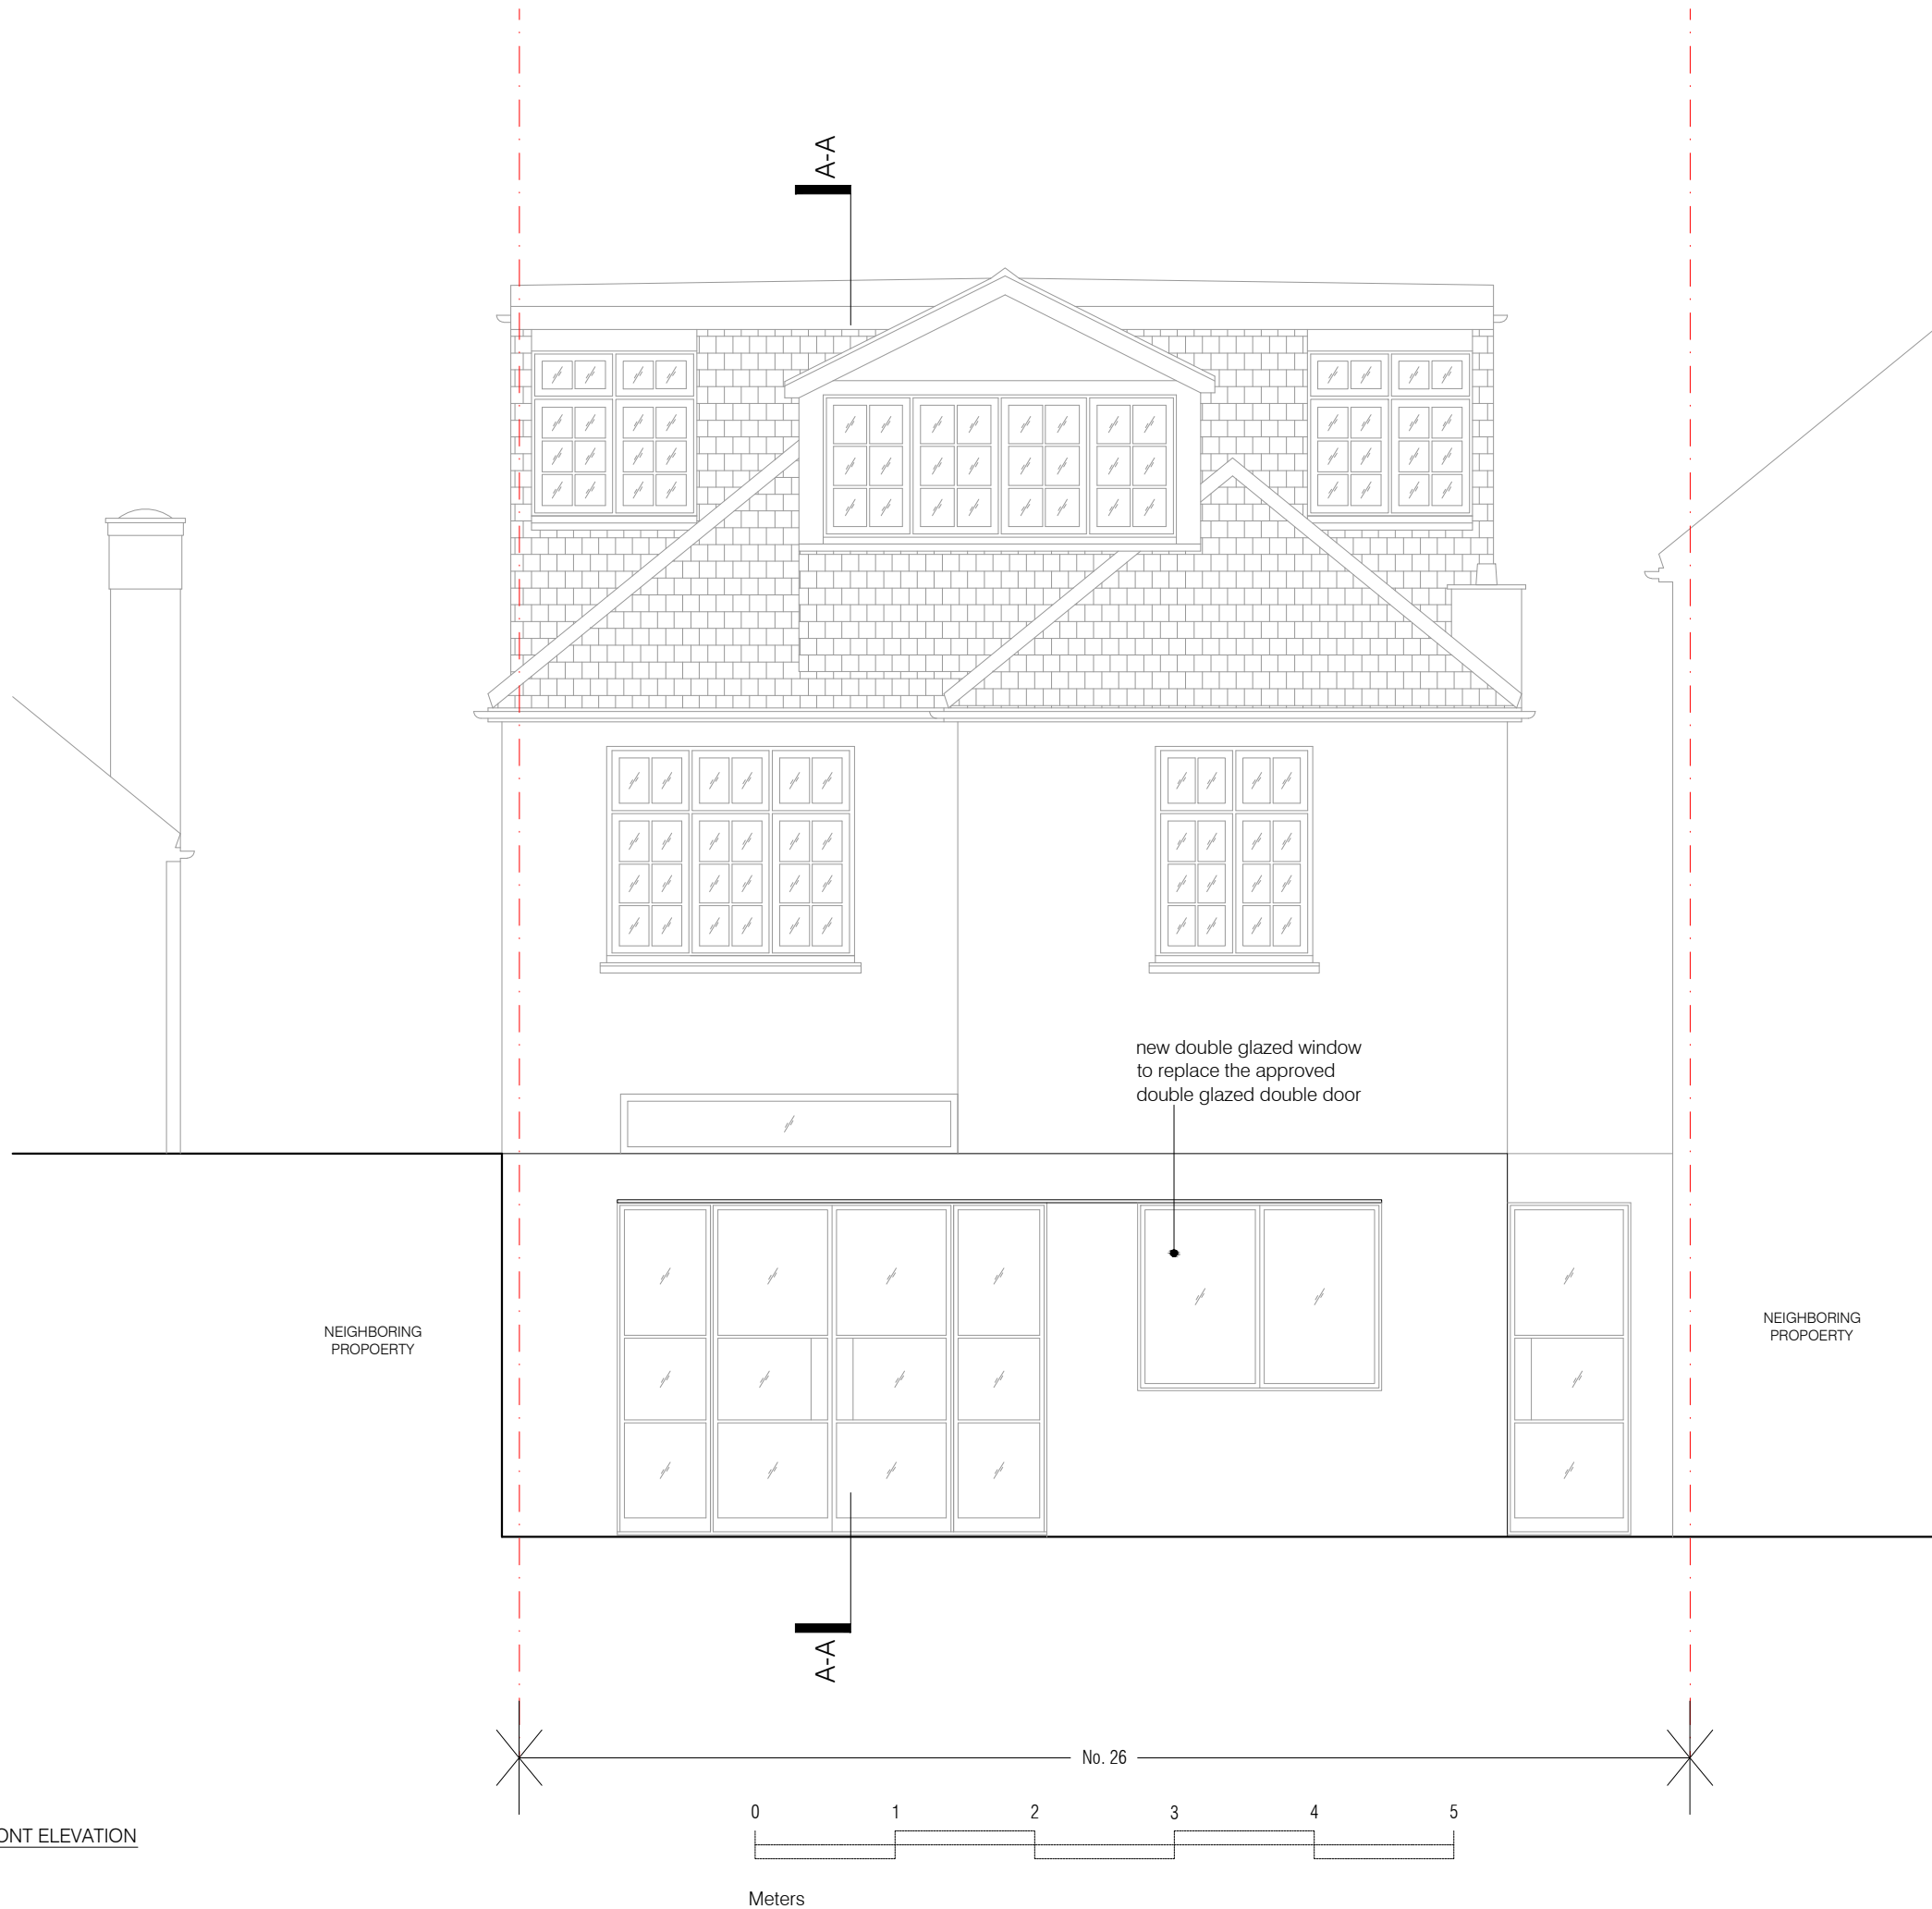 A-A
new double glazed window
to replace the approved
double glazed double door
NEIGHBORING
PROPOERTY
NEIGHBORING
PROPOERTY
A-A
No. 26
0 1 2 3 4 5
ONT ELEVATION
Meters